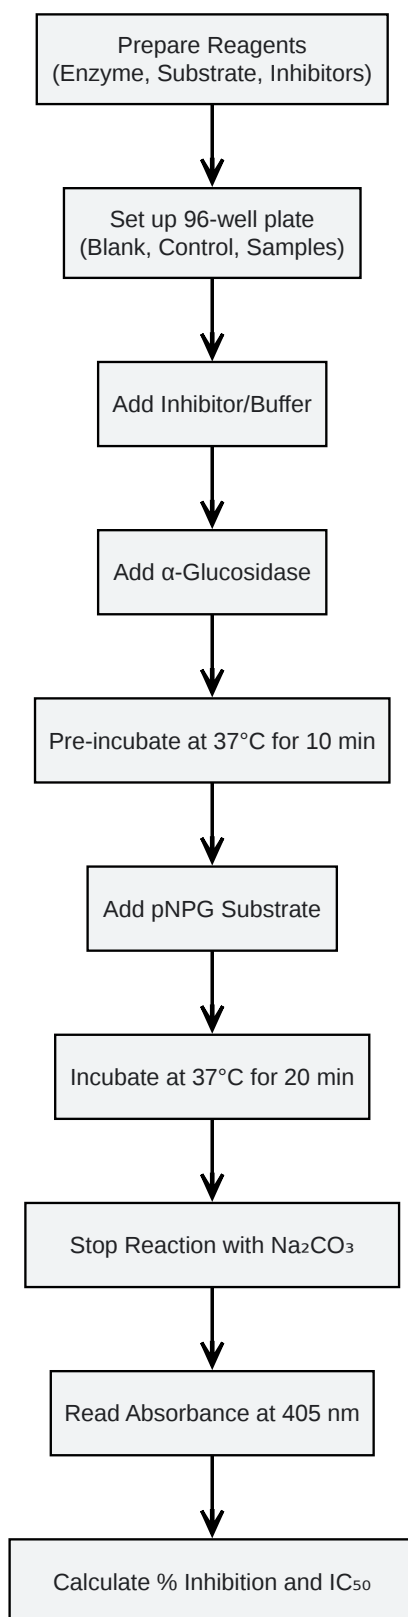 Prepare Reagents
(Enzyme, Substrate, Inhibitors)
Set up 96-well plate
(Blank, Control, Samples)
Add Inhibitor/Buffer
Add α-Glucosidase
Pre-incubate at 37°C for 10 min
Add pNPG Substrate
Incubate at 37°C for 20 min
Stop Reaction with Na₂CO₃
Read Absorbance at 405 nm
Calculate % Inhibition and IC₅₀